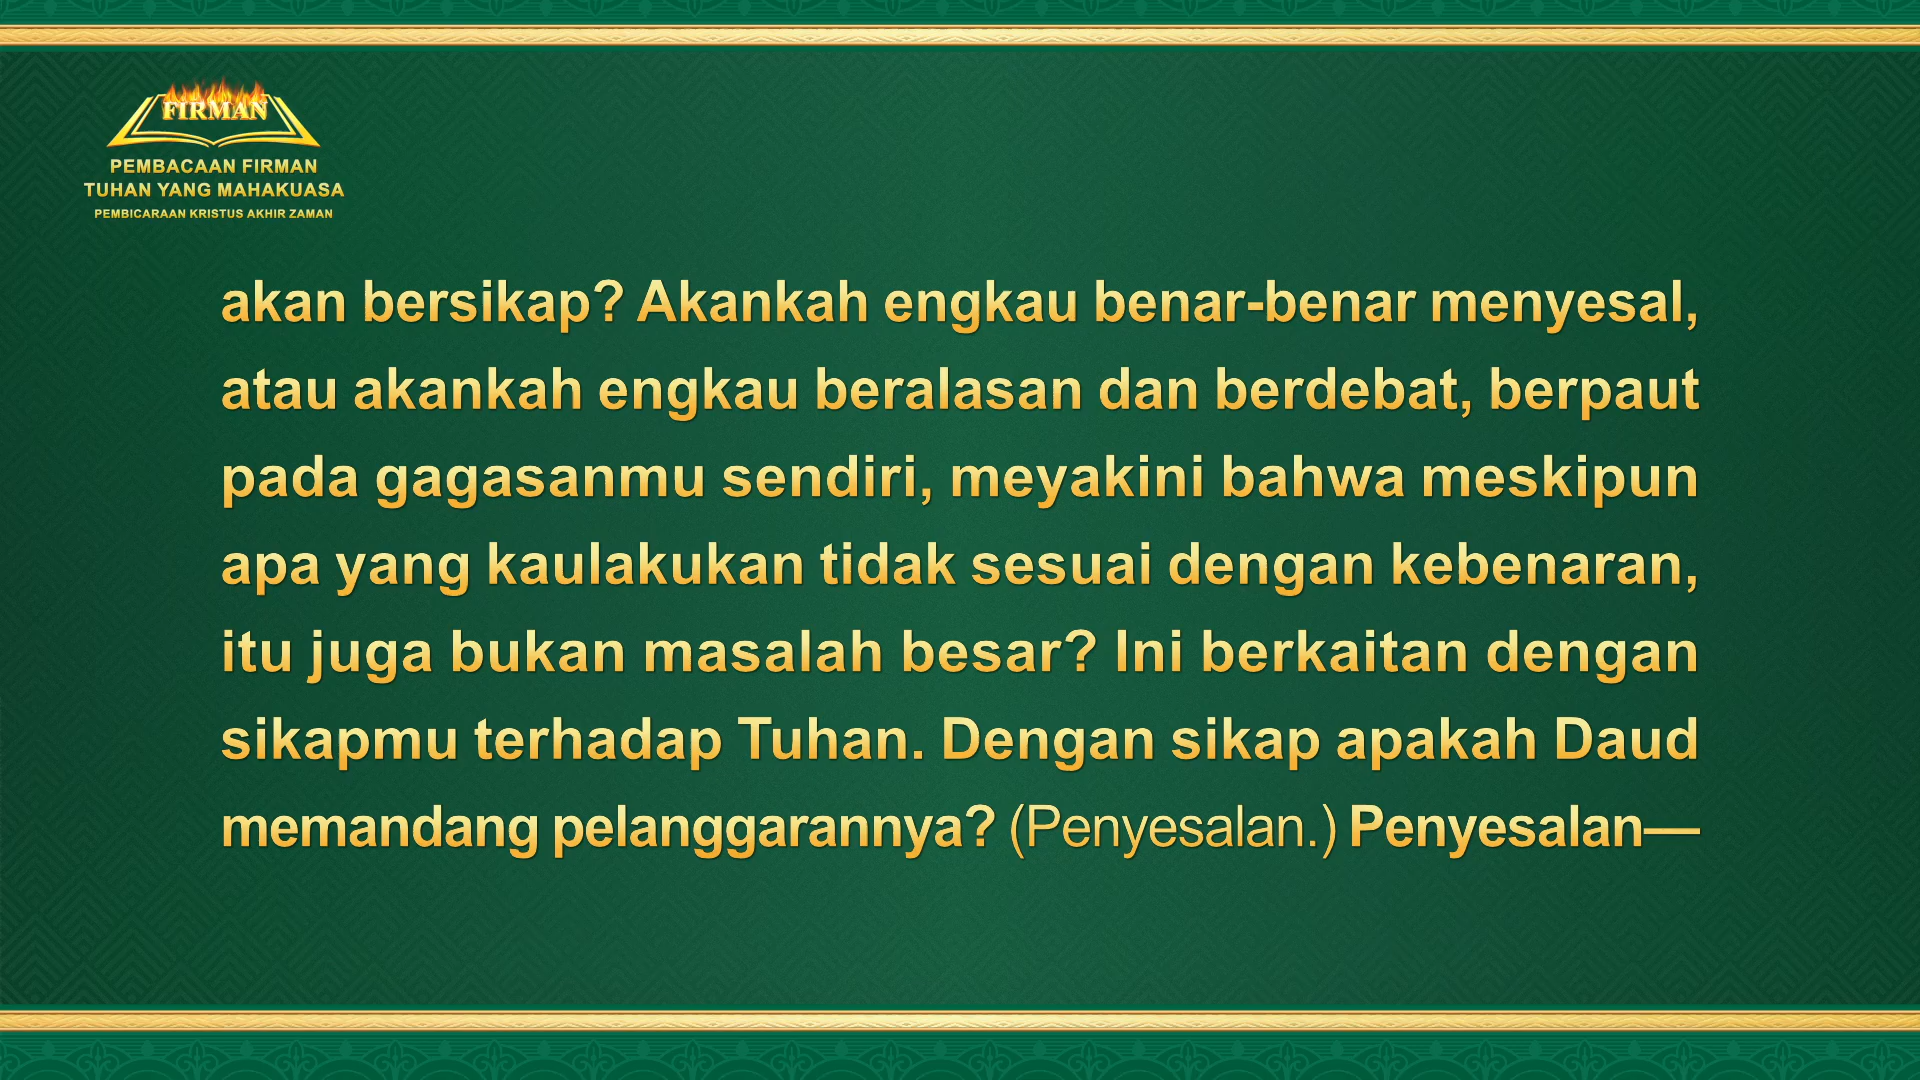 FIRMAN
PEMBACAAN FIRMAN
TUHAN YANG MAHAKUASA
PEMBICARAAN KRISTUS AKHIR ZAMAN
akan bersikap? Akankah engkau benar-benar menyesal,
atau akankah engkau beralasan dan berdebat, berpaut
pada gagasanmu sendiri, meyakini bahwa meskipun
apa yang kaulakukan tidak sesuai dengan kebenaran,
itu juga bukan masalah besar? Ini berkaitan dengan
sikapmu terhadap Tuhan. Dengan sikap apakah Daud
memandang pelanggarannya? (Penyesalan.) Penyesalan—